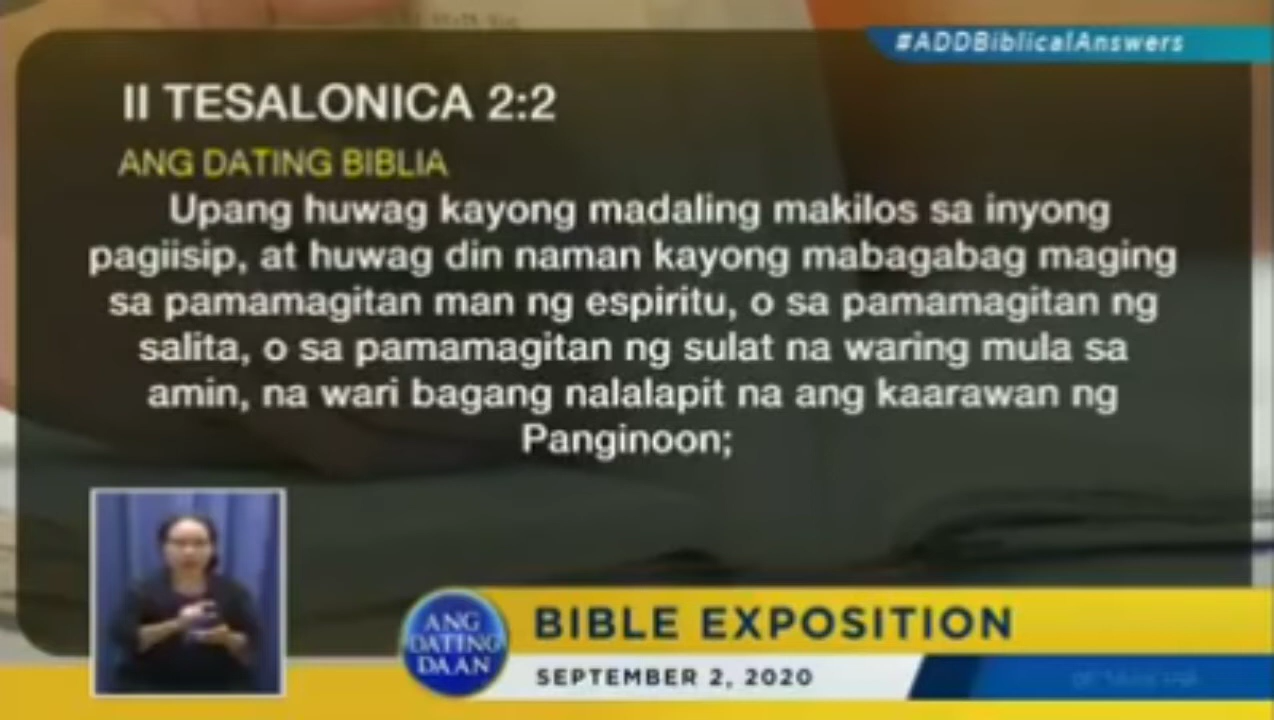 #ADDBiblicalAnswers
II TESALONICA 2:2
ANG DATING BIBLIA
Upang huwag kayong madaling makilos sa inyong
pagiisip, at huwag din naman kayong mabagabag maging
sa pamamagitan man ng espiritu, o sa pamamagitan ng
salita, o sa pamamagitan ng sulat na waring mula sa
amin, na wari bagang nalalapit na ang kaarawan ng
Panginoon;
ANG
DATING
DAAN
BIBLE EXPOSITION
SEPTEMBER 2, 2020